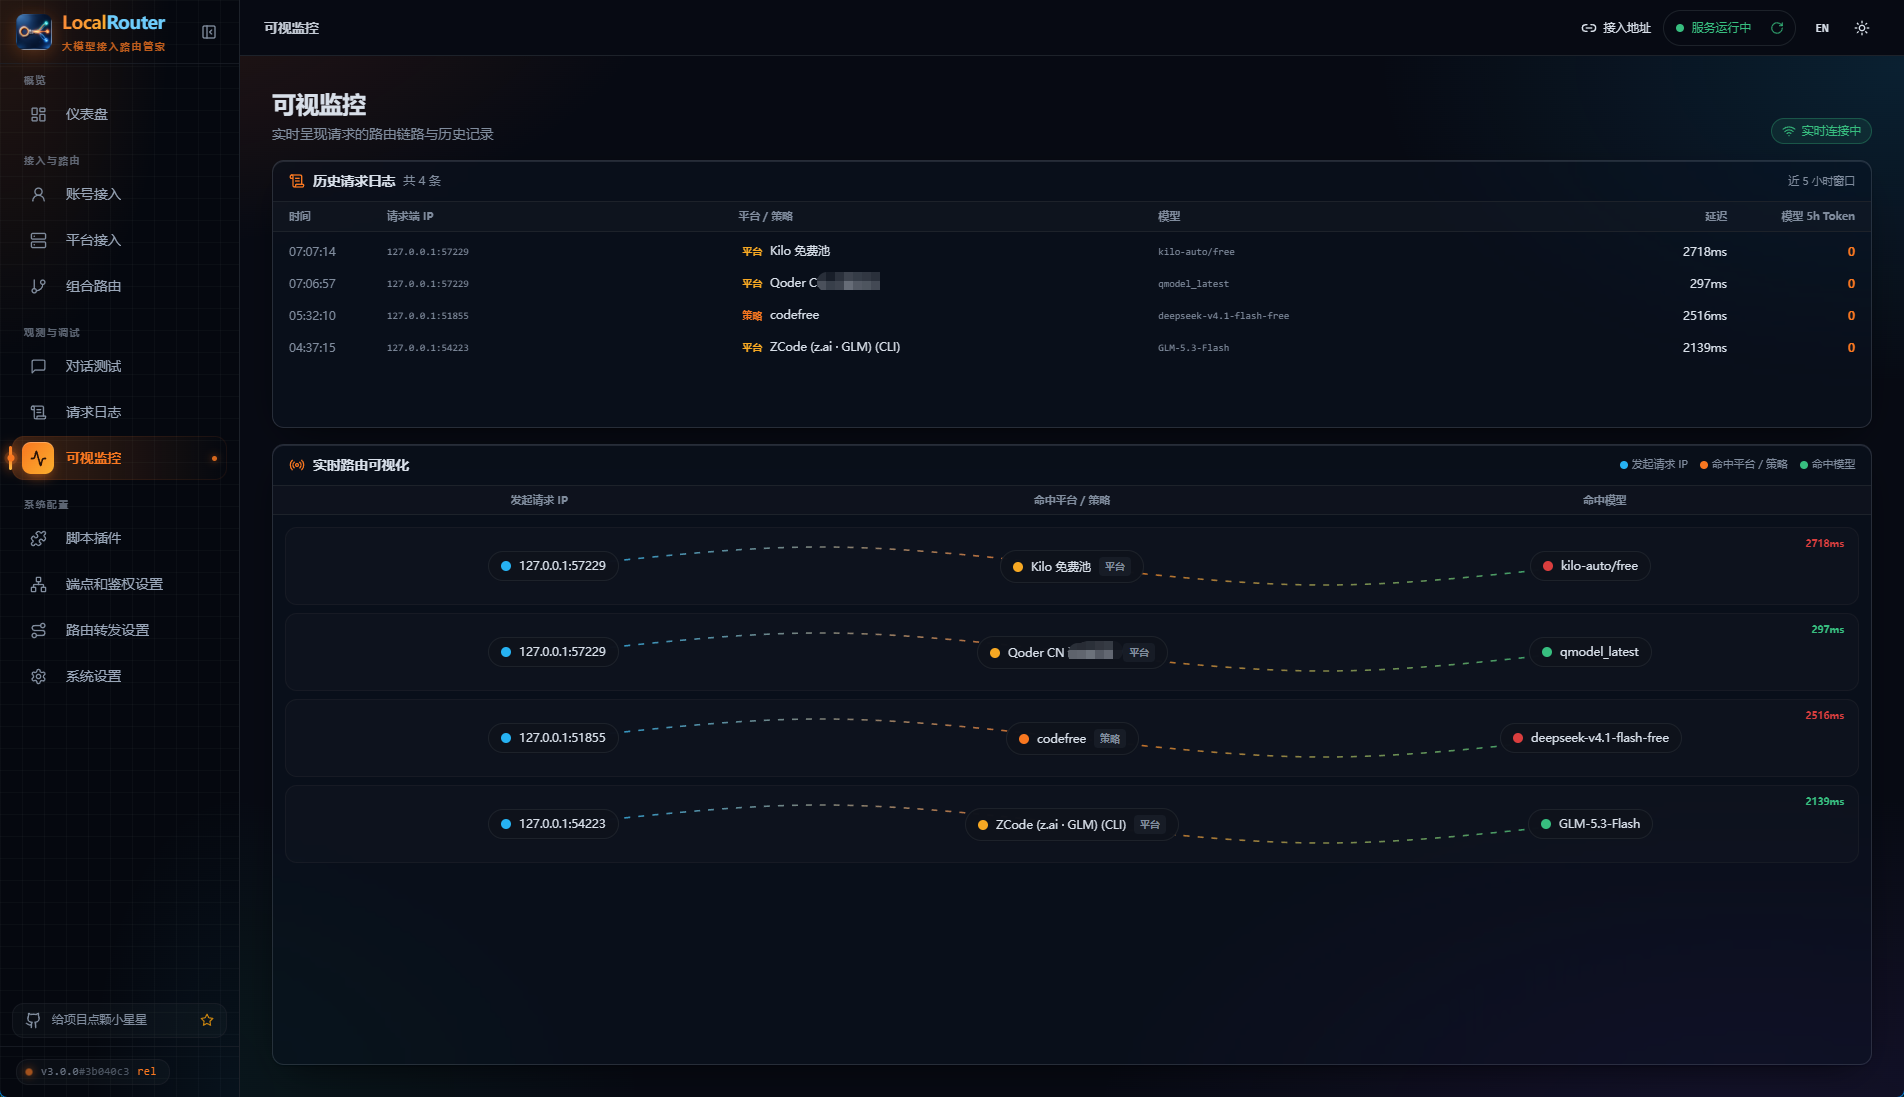 LocalRouter
大模型接入路由管家
可视监控
接入地址
服务运行中
EN
概览
仪表盘
接入与路由
账号接入
平台接入
组合路由
观测与调试
对话测试
请求日志
可视监控
系统配置
脚本插件
端点和鉴权设置
路由转发设置
系统设置
给项目点颗小星星
v3.0.0#3b040c3 rel
可视监控
实时呈现请求的路由链路与历史记录
实时连接中
历史请求日志 共 4 条
近 5 小时窗口
时间 请求端 IP 平台 / 策略 模型 延迟 模型 5h Token
07:07:14 127.0.0.1:57229 平台 Kilo 免费池 kilo-auto/free 2718ms 0
07:06:57 127.0.0.1:57229 平台 Qoder C qmodel_latest 297ms 0
05:32:10 127.0.0.1:51855 策略 codefree deepseek-v4.1-flash-free 2516ms 0
04:37:15 127.0.0.1:54223 平台 ZCode (z.ai · GLM) (CLI) GLM-5.3-Flash 2139ms 0
实时路由可视化
发起请求 IP 命中平台 / 策略 命中模型
发起请求 IP 命中平台 / 策略 命中模型
2718ms
127.0.0.1:57229 Kilo 免费池 平台 kilo-auto/free
297ms
127.0.0.1:57229 Qoder CN 平台 qmodel_latest
2516ms
127.0.0.1:51855 codefree 策略 deepseek-v4.1-flash-free
2139ms
127.0.0.1:54223 ZCode (z.ai · GLM) (CLI) 平台 GLM-5.3-Flash